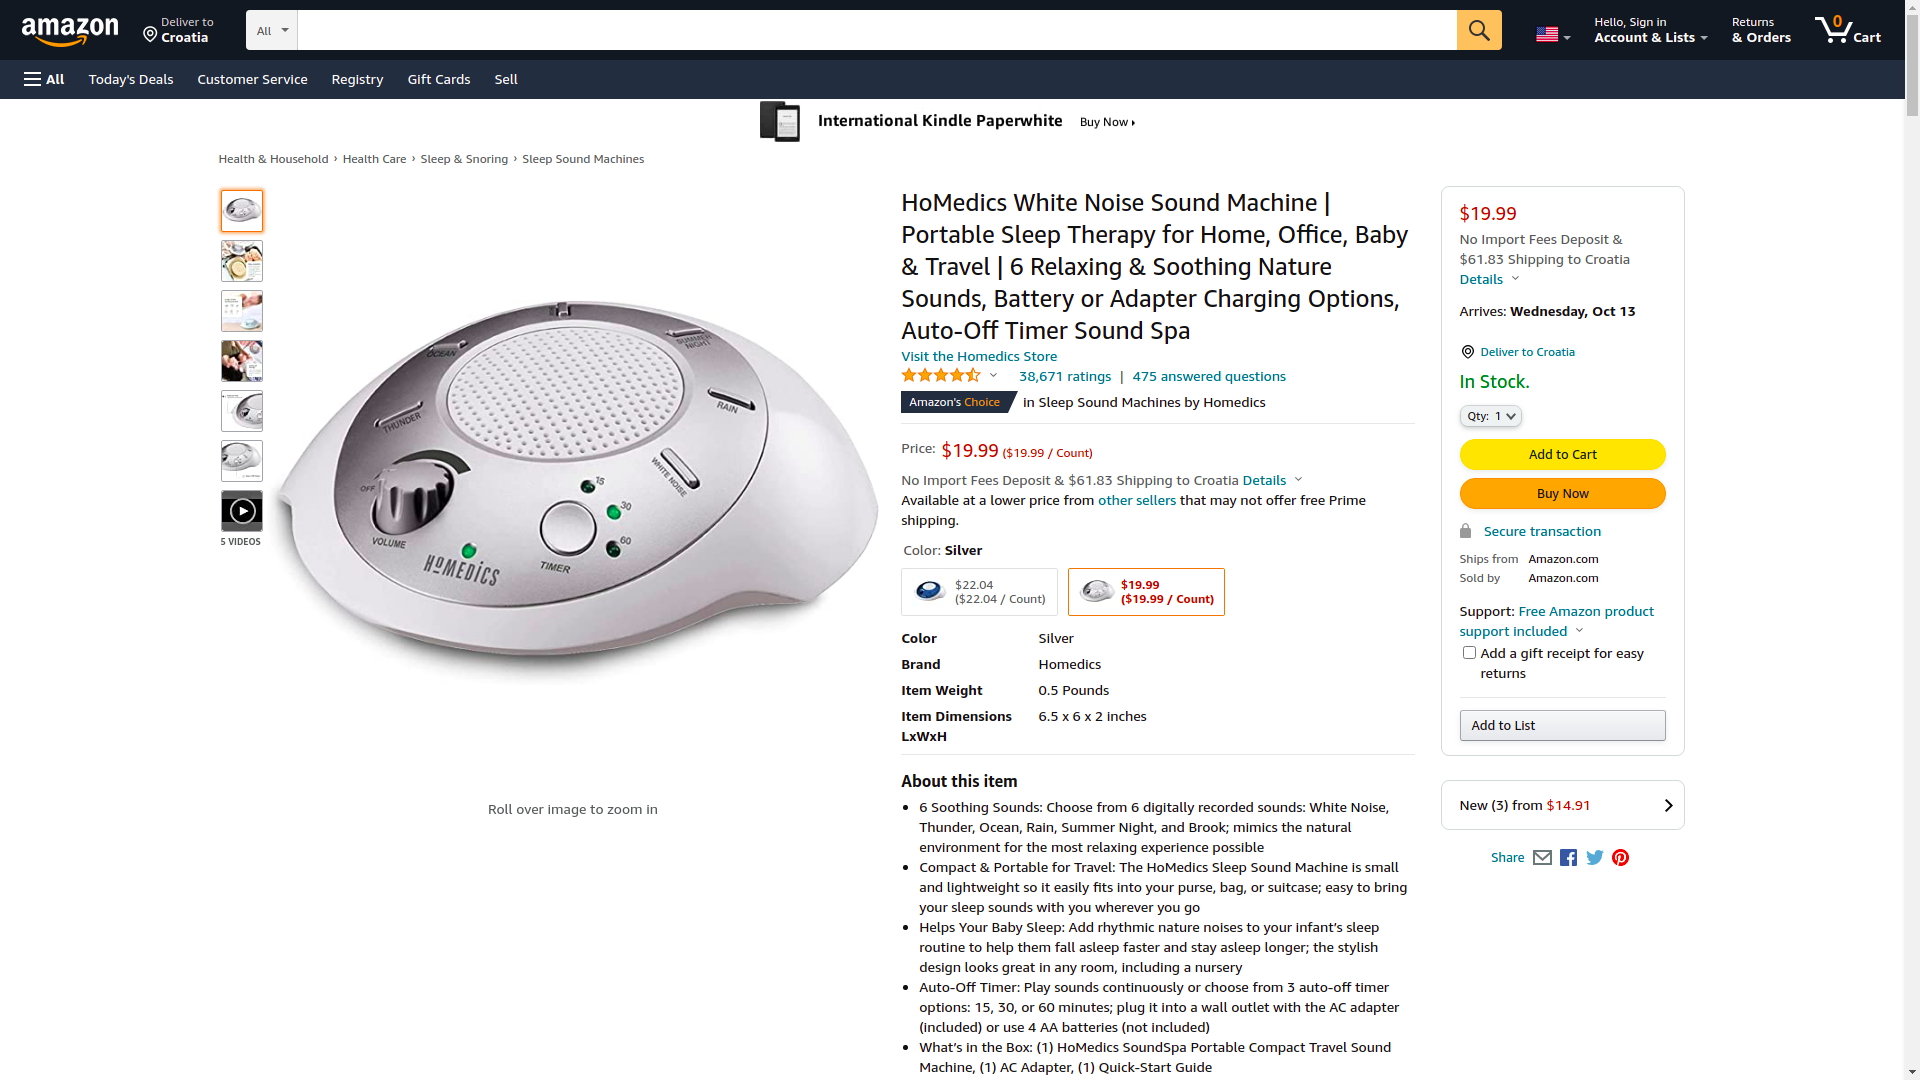 amazon
Deliver to
Croatia
All
Hello, Sign in
Account & Lists
Returns
& Orders
0
Cart
All
Today's Deals
Customer Service
Registry
Gift Cards
Sell
International Kindle Paperwhite
Buy Now
Health & Household › Health Care › Sleep & Snoring › Sleep Sound Machines
5 VIDEOS
OCEAN
SUMMER
NIGHT
THUNDER
RAIN
WHITE NOISE
OFF
VOLUME
15
30
60
TIMER
HoMEDICS
Roll over image to zoom in
HoMedics White Noise Sound Machine |
Portable Sleep Therapy for Home, Office, Baby
& Travel | 6 Relaxing & Soothing Nature
Sounds, Battery or Adapter Charging Options,
Auto-Off Timer Sound Spa
Visit the Homedics Store
38,671 ratings | 475 answered questions
Amazon's Choice in Sleep Sound Machines by Homedics
Price: $19.99 ($19.99 / Count)
No Import Fees Deposit & $61.83 Shipping to Croatia Details
Available at a lower price from other sellers that may not offer free Prime
shipping.
Color: Silver
$22.04
($22.04 / Count)
$19.99
($19.99 / Count)
Color Silver
Brand Homedics
Item Weight 0.5 Pounds
Item Dimensions 6.5 x 6 x 2 inches
LxWxH
About this item
• 6 Soothing Sounds: Choose from 6 digitally recorded sounds: White Noise,
Thunder, Ocean, Rain, Summer Night, and Brook; mimics the natural
environment for the most relaxing experience possible
• Compact & Portable for Travel: The HoMedics Sleep Sound Machine is small
and lightweight so it easily fits into your purse, bag, or suitcase; easy to bring
your sleep sounds with you wherever you go
• Helps Your Baby Sleep: Add rhythmic nature noises to your infant’s sleep
routine to help them fall asleep faster and stay asleep longer; the stylish
design looks great in any room, including a nursery
• Auto-Off Timer: Play sounds continuously or choose from 3 auto-off timer
options: 15, 30, or 60 minutes; plug it into a wall outlet with the AC adapter
(included) or use 4 AA batteries (not included)
• What’s in the Box: (1) HoMedics SoundSpa Portable Compact Travel Sound
Machine, (1) AC Adapter, (1) Quick-Start Guide
$19.99
No Import Fees Deposit &
$61.83 Shipping to Croatia
Details
Arrives: Wednesday, Oct 13
Deliver to Croatia
In Stock.
Qty: 1
Add to Cart
Buy Now
Secure transaction
Ships from Amazon.com
Sold by Amazon.com
Support: Free Amazon product
support included
Add a gift receipt for easy
returns
Add to List
New (3) from $14.91
Share